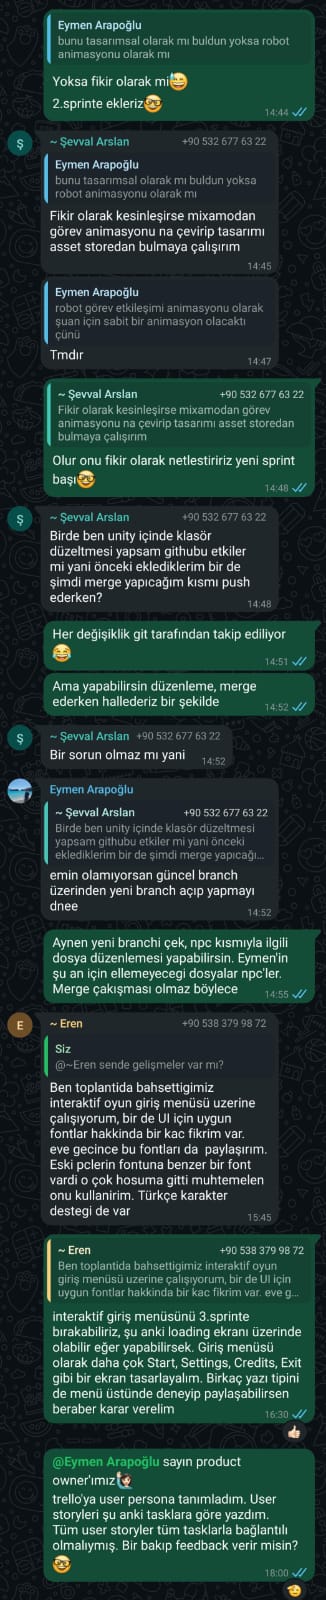 Eymen Arapoğlu
bunu tasarımsal olarak mı buldun yoksa robot
animasyonu olarak mı
Yoksa fikir olarak mi😅
2.sprinte ekleriz🤓
14:44
Ş
~ Şevval Arslan +90 532 677 63 22
Eymen Arapoğlu
bunu tasarımsal olarak mı buldun yoksa
robot animasyonu olarak mı
Fikir olarak kesinleşirse mixamodan
görev animasyonu na çevirip tasarımı
asset storedan bulmaya çalışırım
14:45
Eymen Arapoğlu
robot görev etkileşimi animasyonu olarak
şuan için sabit bir animasyon olacaktı
çünü
Tmdır
14:47
~ Şevval Arslan +90 532 677 63 22
Fikir olarak kesinleşirse mixamodan görev
animasyonu na çevirip tasarımı asset storedan
bulmaya çalışırım
Olur onu fikir olarak netlestiririz yeni sprint
başı🤓
14:48
Ş
~ Şevval Arslan +90 532 677 63 22
Birde ben unity içinde klasör
düzeltmesi yapsam githubu etkiler
mi yani önceki eklediklerim bir de
şimdi merge yapıcağım kısmı push
ederken?
14:48
Her değişiklik git tarafından takip ediliyor
😂
14:51
Ama yapabilirsin düzenleme, merge
ederken hallederiz bir şekilde
14:52
Ş
~ Şevval Arslan +90 532 677 63 22
Bir sorun olmaz mı yani
14:52
Eymen Arapoğlu
~ Şevval Arslan +90 532 677 63 22
Birde ben unity içinde klasör düzeltmesi
yapsam githubu etkiler mi yani önceki
eklediklerim bir de şimdi merge yapıcağı...
emin olamıyorsan güncel branch
üzerinden yeni branch açıp yapmayı
dnee
14:52
Aynen yeni branchi çek, npc kısmıyla ilgili
dosya düzenlemesi yapabilirsin. Eymen'in
şu an için ellemeyecegi dosyalar npc'ler.
Merge çakışması olmaz böylece
14:55
E
~ Eren +90 538 379 98 72
Siz
@~Eren sende gelişmeler var mı?
Ben toplantida bahsettigimiz
interaktif oyun giriş menüsü uzerine
çalışıyorum, bir de UI için uygun
fontlar hakkinda bir kac fikrim var.
eve gecince bu fontları da paylaşırım.
Eski pclerin fontuna benzer bir font
vardi o çok hosuma gitti muhtemelen
onu kullanirim. Türkçe karakter
destegi de var
15:45
~ Eren +90 538 379 98 72
Ben toplantida bahsettigimiz interaktif oyun
giriş menüsü uzerine çalışıyorum, bir de UI için
uygun fontlar hakkinda bir kac fikrim var. eve g...
interaktif giriş menüsünü 3.sprinte
bırakabiliriz, şu anki loading ekranı üzerinde
olabilir eğer yapabilirsek. Giriş menüsü
olarak daha çok Start, Settings, Credits, Exit
gibi bir ekran tasarlayalım. Birkaç yazı tipini
de menü üstünde deneyip paylaşabilirsen
beraber karar verelim
16:30
@Eymen Arapoğlu sayın product
owner'ımız🙋🏻
trello'ya user persona tanımladım. User
storyleri şu anki tasklara göre yazdım.
Tüm user storyler tüm tasklarla bağlantılı
olmalıymış. Bir bakıp feedback verir misin?
🤓
18:00